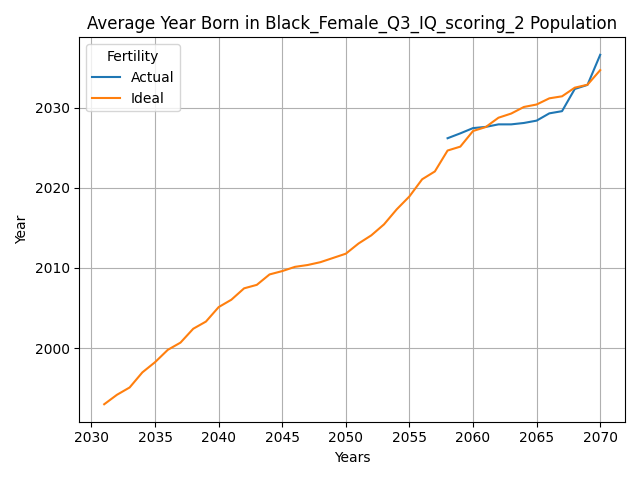 Average Year Born in Black_Female_Q3_IQ_scoring_2 Population
Fertility
Actual
Ideal
Year
2030
2020
2010
2000
2030 2035 2040 2045 2050 2055 2060 2065 2070
Years